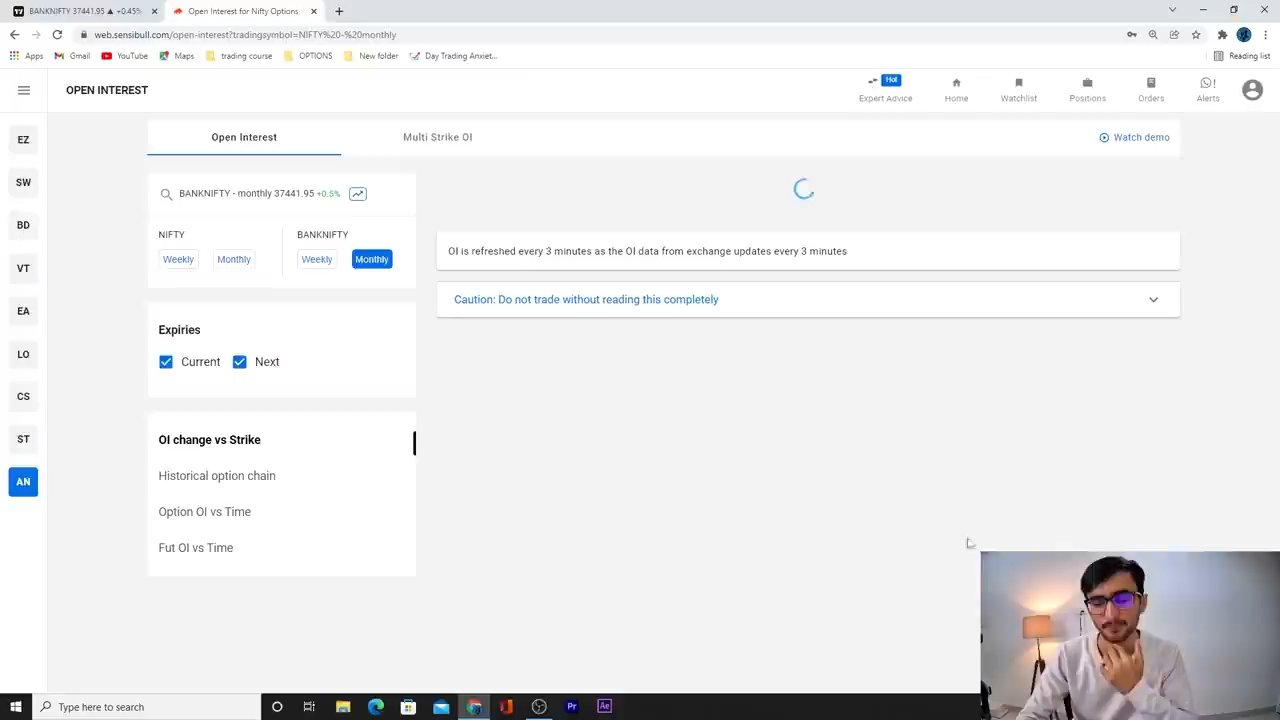 BANKNIFTY 37441.95 ▲ +0.45%
Open Interest for Nifty Options,
web.sensibull.com/open-interest?tradingsymbol=NIFTY%20-%20monthly
Apps
Gmail
YouTube
Maps
trading course
OPTIONS
New folder
Day Trading Anxiet...
Reading list
OPEN INTEREST
Hot
Expert Advice
Home
Watchlist
Positions
Orders
Alerts
EZ
SW
BD
VT
EA
LO
CS
ST
AN
Open Interest
Multi Strike OI
Watch demo
BANKNIFTY - monthly 37441.95 +0.5%
NIFTY
BANKNIFTY
Weekly
Monthly
Weekly
Monthly
OI is refreshed every 3 minutes as the OI data from exchange updates every 3 minutes
Caution: Do not trade without reading this completely
Expiries
Current
Next
OI change vs Strike
Historical option chain
Option OI vs Time
Fut OI vs Time
Type here to search
Pr
Ae